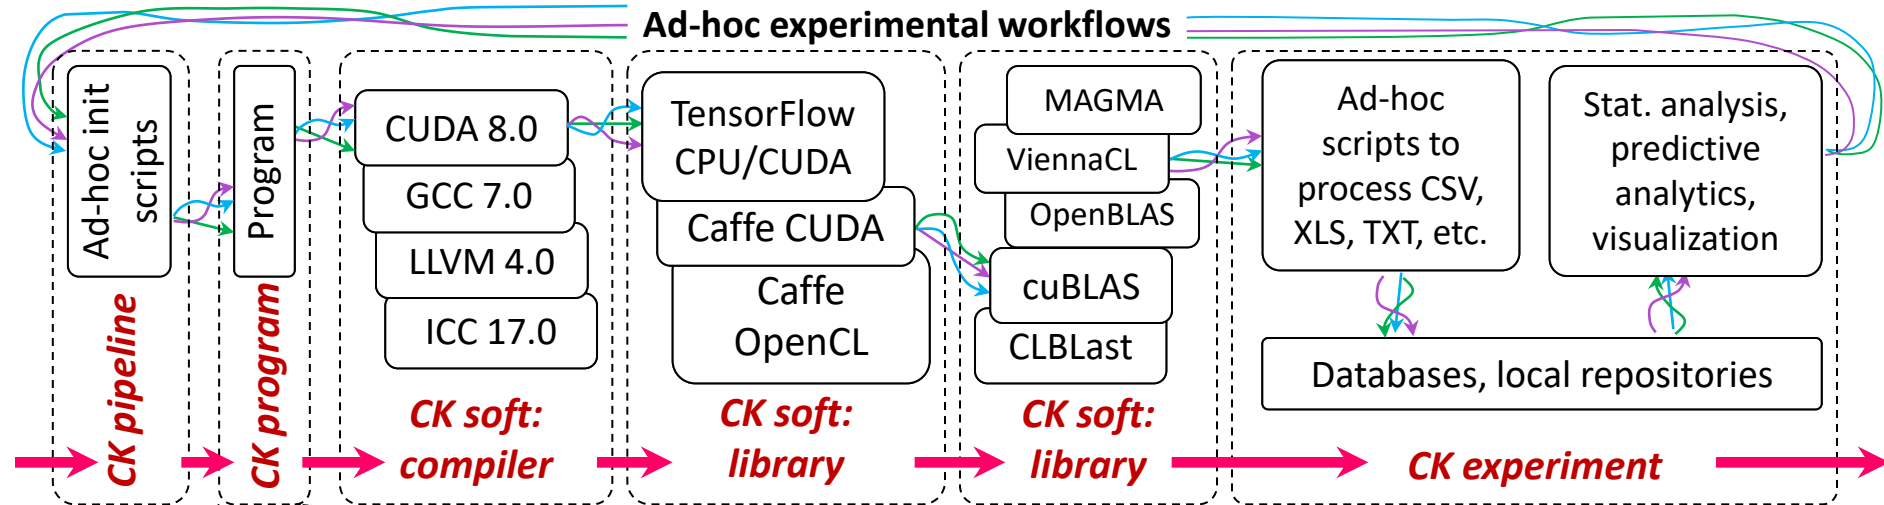 Ad-hoc experimental workflows
Ad-hoc init
scripts
CK pipeline
Program
CK program
CUDA 8.0
GCC 7.0
LLVM 4.0
ICC 17.0
CK soft:
compiler
TensorFlow
CPU/CUDA
Caffe CUDA
Caffe
OpenCL
CK soft:
library
MAGMA
ViennaCL
OpenBLAS
cuBLAS
CLBLast
CK soft:
library
Ad-hoc
scripts to
process CSV,
XLS, TXT, etc.
Stat. analysis,
predictive
analytics,
visualization
Databases, local repositories
CK experiment